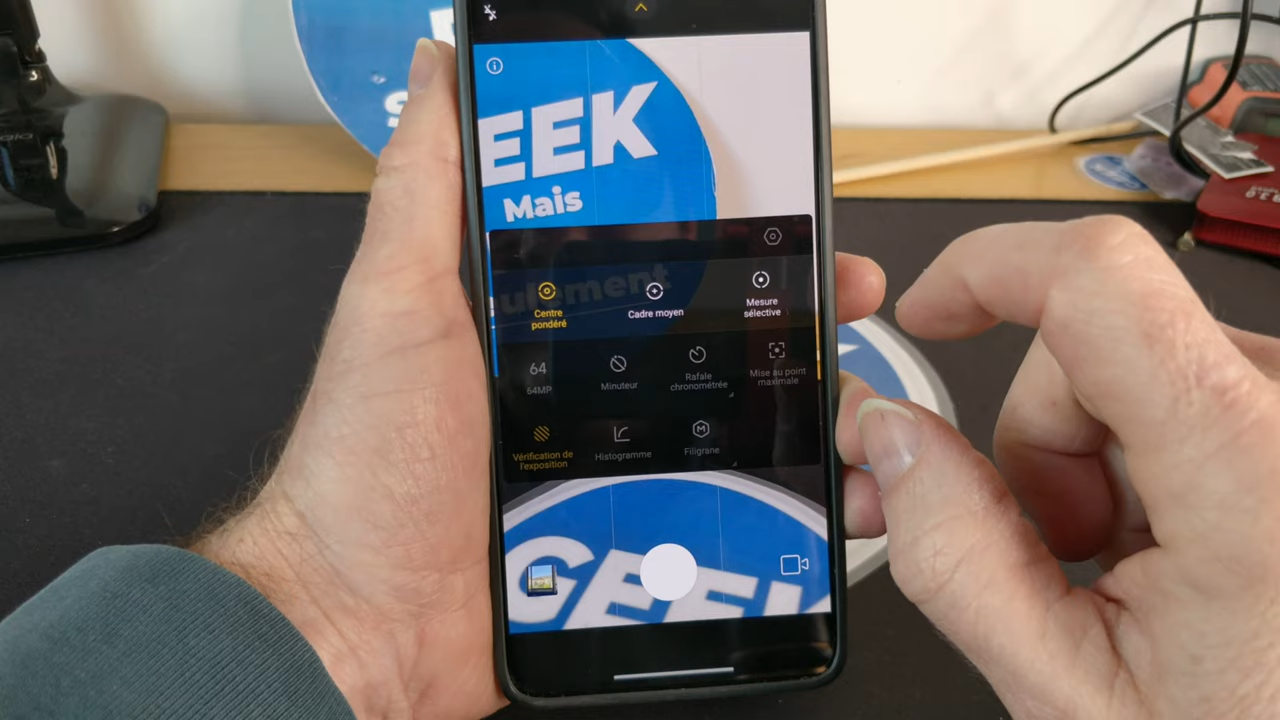 EEK
Mais
ulement
Centre
pondéré
Cadre moyen
Mesure
sélective
64
64MP
Minuteur
Rafale
chronométrée
Mise au point
maximale
Vérification de
l'exposition
Histogramme
M
Filigrane
GEEK